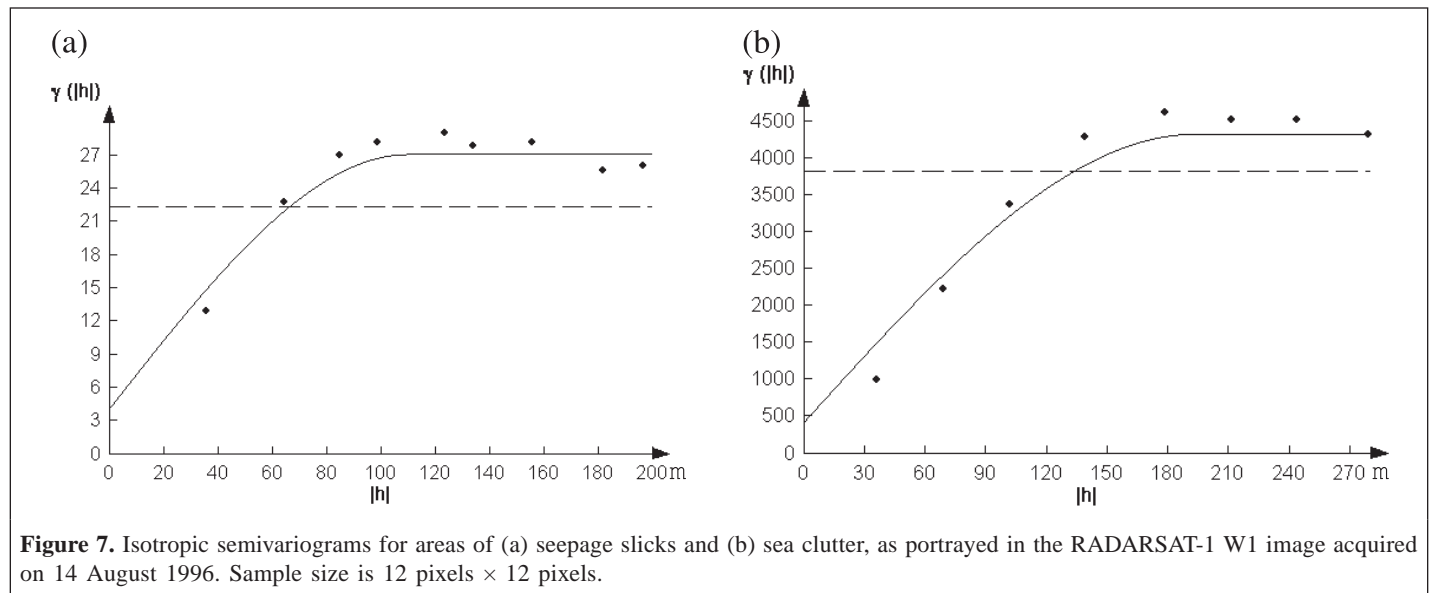 (a)
γ (|h|)
27
24
21
18
15
12
9
6
3
0
0 20 40 60 80 100 120 140 160 180 200 m
|h|
(b)
γ (|h|)
4500
4000
3500
3000
2500
2000
1500
1000
500
0
0 30 60 90 120 150 180 210 240 270 m
|h|
Figure 7. Isotropic semivariograms for areas of (a) seepage slicks and (b) sea clutter, as portrayed in the RADARSAT-1 W1 image acquired
on 14 August 1996. Sample size is 12 pixels × 12 pixels.